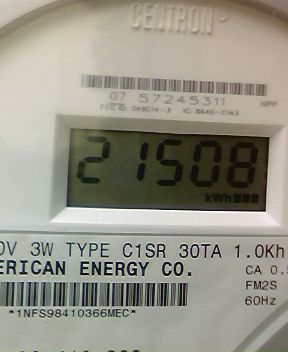 CENTRON
07 57245311 HPP
21508
kWh
0V 3W TYPE C1SR 30TA 1.0Kh
ERICAN ENERGY CO.
CA 0.5
FM2S
60Hz
*1NFS98410366MEC*